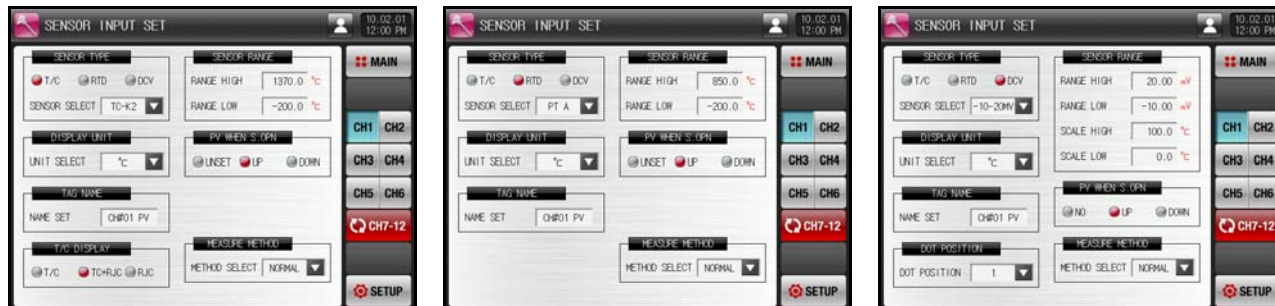 SENSOR INPUT SET
10.02.01
12:00 PM
SENSOR TYPE
T/C RTD DCV
SENSOR SELECT TC-K2
SENSOR RANGE
RANGE HIGH 1370.0 ℃
RANGE LOW -200.0 ℃
DISPLAY UNIT
UNIT SELECT ℃
PV WHEN S.OPN
UNSET UP DOWN
TAG NAME
NAME SET CH#01 PV
T/C DISPLAY
T/C TC+RJC RJC
MEASURE METHOD
METHOD SELECT NORMAL
MAIN
CH1 CH2
CH3 CH4
CH5 CH6
CH7-12
SETUP
SENSOR INPUT SET
10.02.01
12:00 PM
SENSOR TYPE
T/C RTD DCV
SENSOR SELECT PT A
SENSOR RANGE
RANGE HIGH 850.0 ℃
RANGE LOW -200.0 ℃
DISPLAY UNIT
UNIT SELECT ℃
PV WHEN S.OPN
UNSET UP DOWN
TAG NAME
NAME SET CH#01 PV
MEASURE METHOD
METHOD SELECT NORMAL
MAIN
CH1 CH2
CH3 CH4
CH5 CH6
CH7-12
SETUP
SENSOR INPUT SET
10.02.01
12:00 PM
SENSOR TYPE
T/C RTD DCV
SENSOR SELECT -10-20MV
SENSOR RANGE
RANGE HIGH 20.00 mV
RANGE LOW -10.00 mV
SCALE HIGH 100.0 ℃
SCALE LOW 0.0 ℃
DISPLAY UNIT
UNIT SELECT ℃
TAG NAME
NAME SET CH#01 PV
PV WHEN S.OPN
NO UP DOWN
DOT POSITION
DOT POSITION 1
MEASURE METHOD
METHOD SELECT NORMAL
MAIN
CH1 CH2
CH3 CH4
CH5 CH6
CH7-12
SETUP